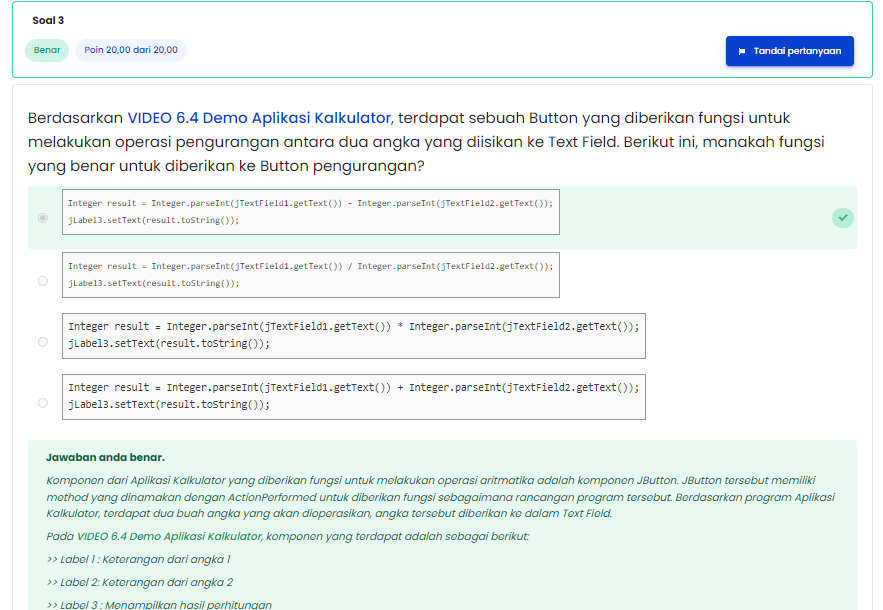 Soal 3
Benar
Poin 20,00 dari 20,00
Tandai pertanyaan
Berdasarkan VIDEO 6.4 Demo Aplikasi Kalkulator, terdapat sebuah Button yang diberikan fungsi untuk
melakukan operasi pengurangan antara dua angka yang diisikan ke Text Field. Berikut ini, manakah fungsi
yang benar untuk diberikan ke Button pengurangan?
Integer result = Integer.parseInt(jTextField1.getText()) - Integer.parseInt(jTextField2.getText());
jLabel3.setText(result.toString());
Integer result = Integer.parseInt(jTextField1.getText()) / Integer.parseInt(jTextField2.getText());
jLabel3.setText(result.toString());
Integer result = Integer.parseInt(jTextField1.getText()) * Integer.parseInt(jTextField2.getText());
jLabel3.setText(result.toString());
Integer result = Integer.parseInt(jTextField1.getText()) + Integer.parseInt(jTextField2.getText());
jLabel3.setText(result.toString());
Jawaban anda benar.
Komponen dari Aplikasi Kalkulator yang diberikan fungsi untuk melakukan operasi aritmatika adalah komponen JButton. JButton tersebut memiliki
method yang dinamakan dengan ActionPerformed untuk diberikan fungsi sebagaimana rancangan program tersebut. Berdasarkan program Aplikasi
Kalkulator, terdapat dua buah angka yang akan dioperasikan, angka tersebut diberikan ke dalam Text Field.
Pada VIDEO 6.4 Demo Aplikasi Kalkulator, komponen yang terdapat adalah sebagai berikut:
>> Label 1 : Keterangan dari angka 1
>> Label 2: Keterangan dari angka 2
>> Label 3 : Menampilkan hasil perhitungan